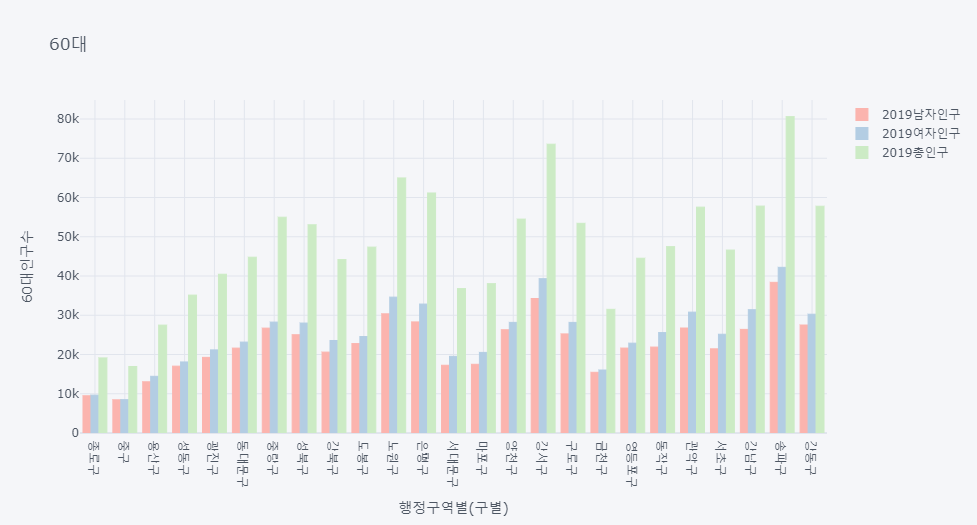 60대
2019남자인구
2019여자인구
2019총인구
80k
70k
60k
50k
40k
30k
20k
10k
0
60대인구수
종로구
중구
용산구
성동구
광진구
동대문구
중랑구
성북구
강북구
도봉구
노원구
은평구
서대문구
마포구
양천구
강서구
구로구
금천구
영등포구
동작구
관악구
서초구
강남구
송파구
강동구
행정구역별(구별)